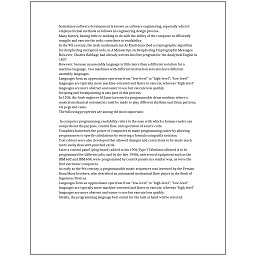 Sometimes software development is known as software engineering, especially when it
employs formal methods or follows an engineering design process.
Many factors, having little or nothing to do with the ability of the computer to efficiently
compile and execute the code, contribute to readability.
In the 9th century, the Arab mathematician Al-Kindi described a cryptographic algorithm
for deciphering encrypted code, in A Manuscript on Deciphering Cryptographic Messages.
However, Charles Babbage had already written his first program for the Analytical Engine in
1837.
However, because an assembly language is little more than a different notation for a
machine language, two machines with different instruction sets also have different
assembly languages.
Languages form an approximate spectrum from "low-level" to "high-level"; "low-level"
languages are typically more machine-oriented and faster to execute, whereas "high-level"
languages are more abstract and easier to use but execute less quickly.
Scripting and breakpointing is also part of this process.
In 1206, the Arab engineer Al-Jazari invented a programmable drum machine where a
musical mechanical automaton could be made to play different rhythms and drum patterns,
via pegs and cams.
The following properties are among the most important:

In computer programming, readability refers to the ease with which a human reader can
comprehend the purpose, control flow, and operation of source code.
Compilers harnessed the power of computers to make programming easier by allowing
programmers to specify calculations by entering a formula using infix notation.
Text editors were also developed that allowed changes and corrections to be made much
more easily than with punched cards.
Later a control panel (plug board) added to his 1906 Type I Tabulator allowed it to be
programmed for different jobs, and by the late 1940s, unit record equipment such as the
IBM 602 and IBM 604, were programmed by control panels in a similar way, as were the
first electronic computers.
As early as the 9th century, a programmable music sequencer was invented by the Persian
Banu Musa brothers, who described an automated mechanical flute player in the Book of
Ingenious Devices.
Languages form an approximate spectrum from "low-level" to "high-level"; "low-level"
languages are typically more machine-oriented and faster to execute, whereas "high-level"
languages are more abstract and easier to use but execute less quickly.
Ideally, the programming language best suited for the task at hand will be selected.